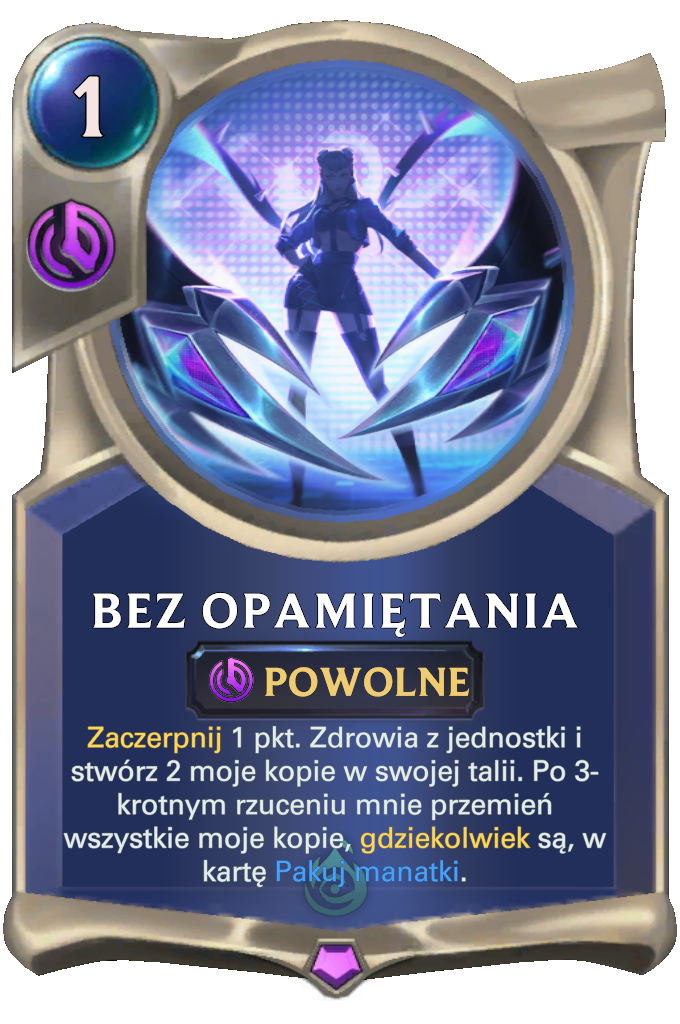 1
BEZ OPAMIĘTANIA
POWOLNE
Zaczerpnij 1 pkt. Zdrowia z jednostki i
stwórz 2 moje kopie w swojej talii. Po 3-
krotnym rzuceniu mnie przemień
wszystkie moje kopie, gdziekolwiek są, w
kartę Pakuj manatki.